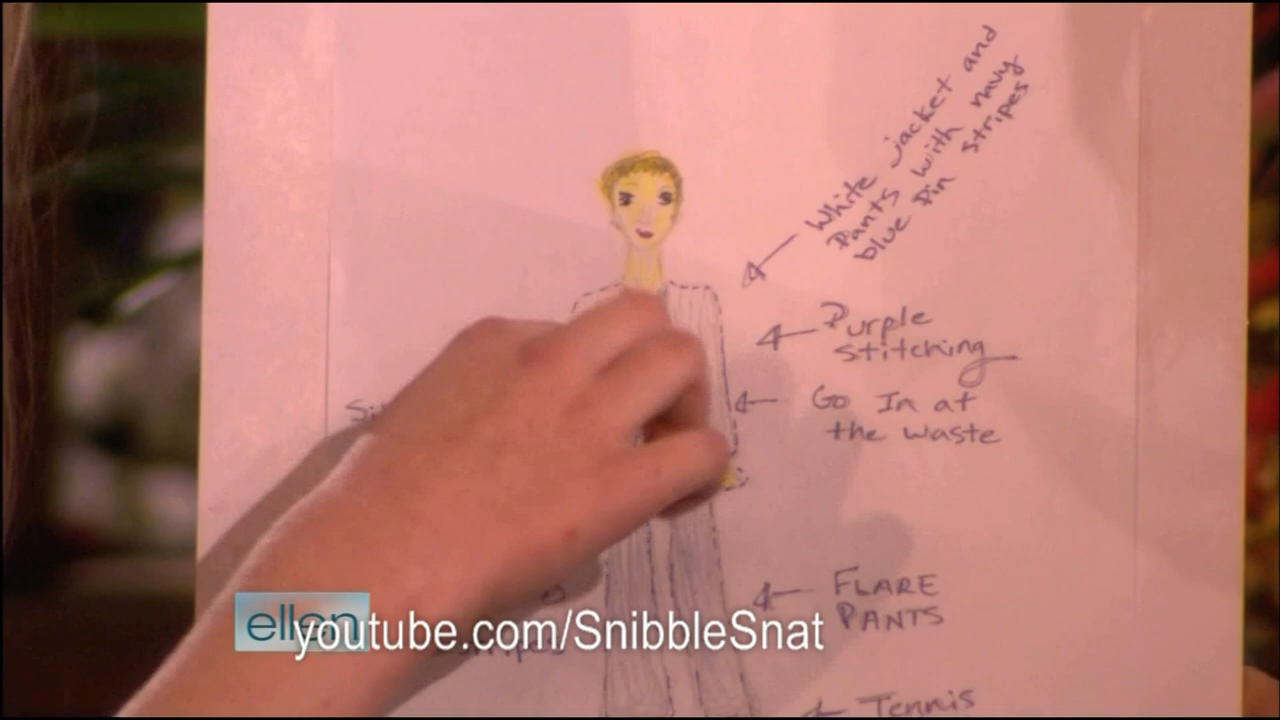 White jacket and
Pants with navy
blue Pin stripes
Purple
stitching
Go In at
the waste
FLARE
PANTS
stripes
Tennis
ellen
youtube.com/SnibbleSnat